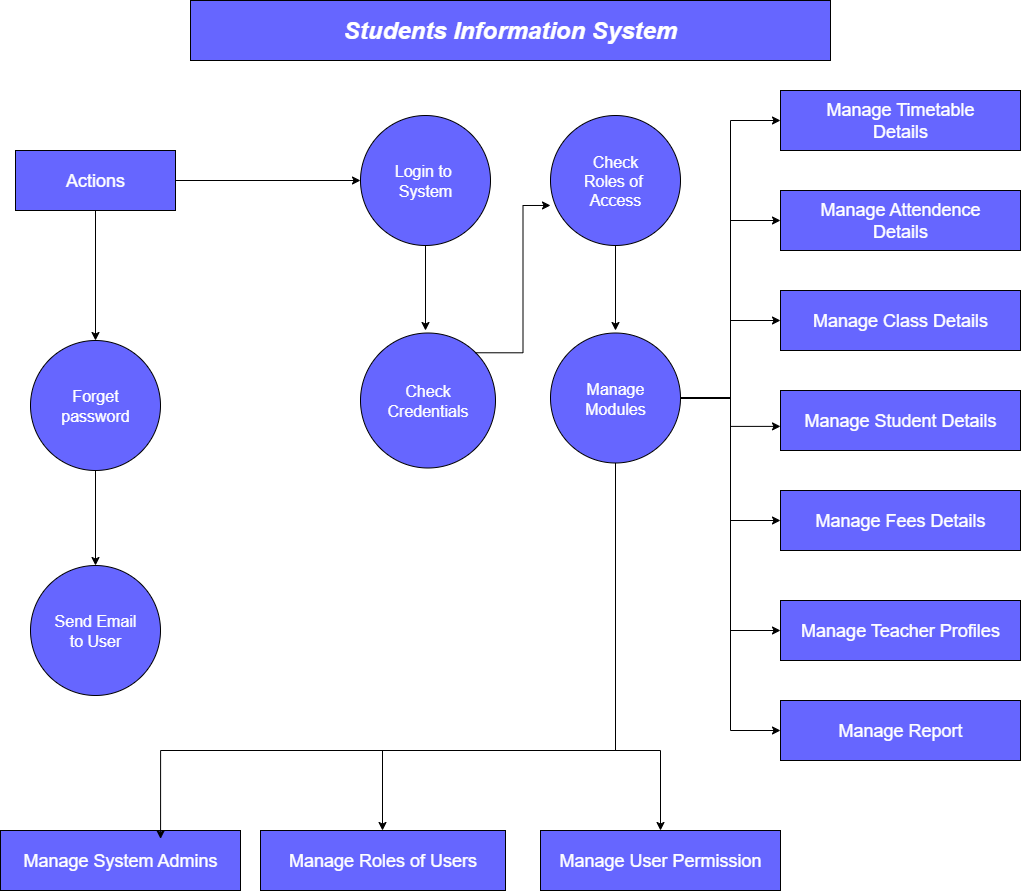 Students Information System
Actions
Login to
System
Check
Roles of
Access
Manage Timetable
Details
Manage Attendence
Details
Manage Class Details
Forget
password
Check
Credentials
Manage
Modules
Manage Student Details
Manage Fees Details
Send Email
to User
Manage Teacher Profiles
Manage Report
Manage System Admins
Manage Roles of Users
Manage User Permission